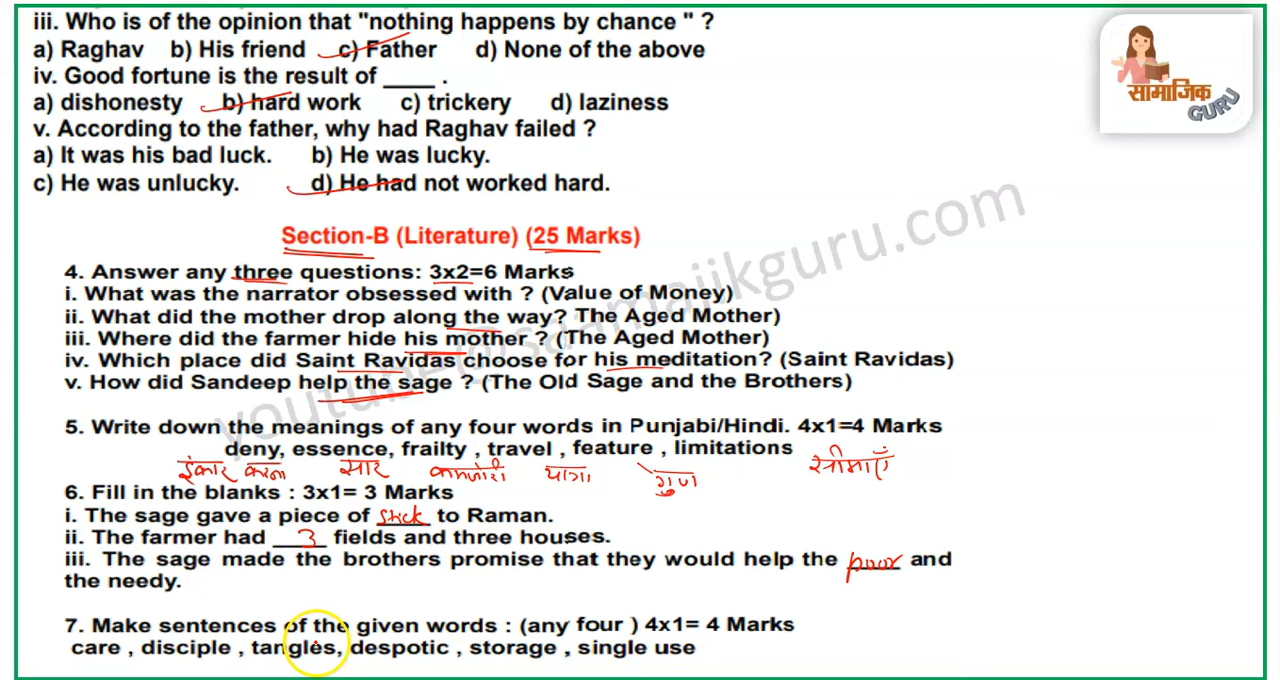 iii. Who is of the opinion that "nothing happens by chance " ?
a) Raghav b) His friend c) Father d) None of the above
iv. Good fortune is the result of ____ .
a) dishonesty b) hard work c) trickery d) laziness
v. According to the father, why had Raghav failed ?
a) It was his bad luck. b) He was lucky.
c) He was unlucky. d) He had not worked hard.
सामाजिक
GURU
Section-B (Literature) (25 Marks)
4. Answer any three questions: 3x2=6 Marks
i. What was the narrator obsessed with ? (Value of Money)
ii. What did the mother drop along the way? The Aged Mother)
iii. Where did the farmer hide his mother ? (The Aged Mother)
iv. Which place did Saint Ravidas choose for his meditation? (Saint Ravidas)
v. How did Sandeep help the sage ? (The Old Sage and the Brothers)
youtube@saamajikguru.com
5. Write down the meanings of any four words in Punjabi/Hindi. 4x1=4 Marks
deny, essence, frailty , travel , feature , limitations
इंकार करना सार कमजोरी यात्रा गुण सीमाएँ
6. Fill in the blanks : 3x1= 3 Marks
i. The sage gave a piece of stick to Raman.
ii. The farmer had 3 fields and three houses.
iii. The sage made the brothers promise that they would help the poor and
the needy.
7. Make sentences of the given words : (any four ) 4x1= 4 Marks
care , disciple , tangles, despotic , storage , single use